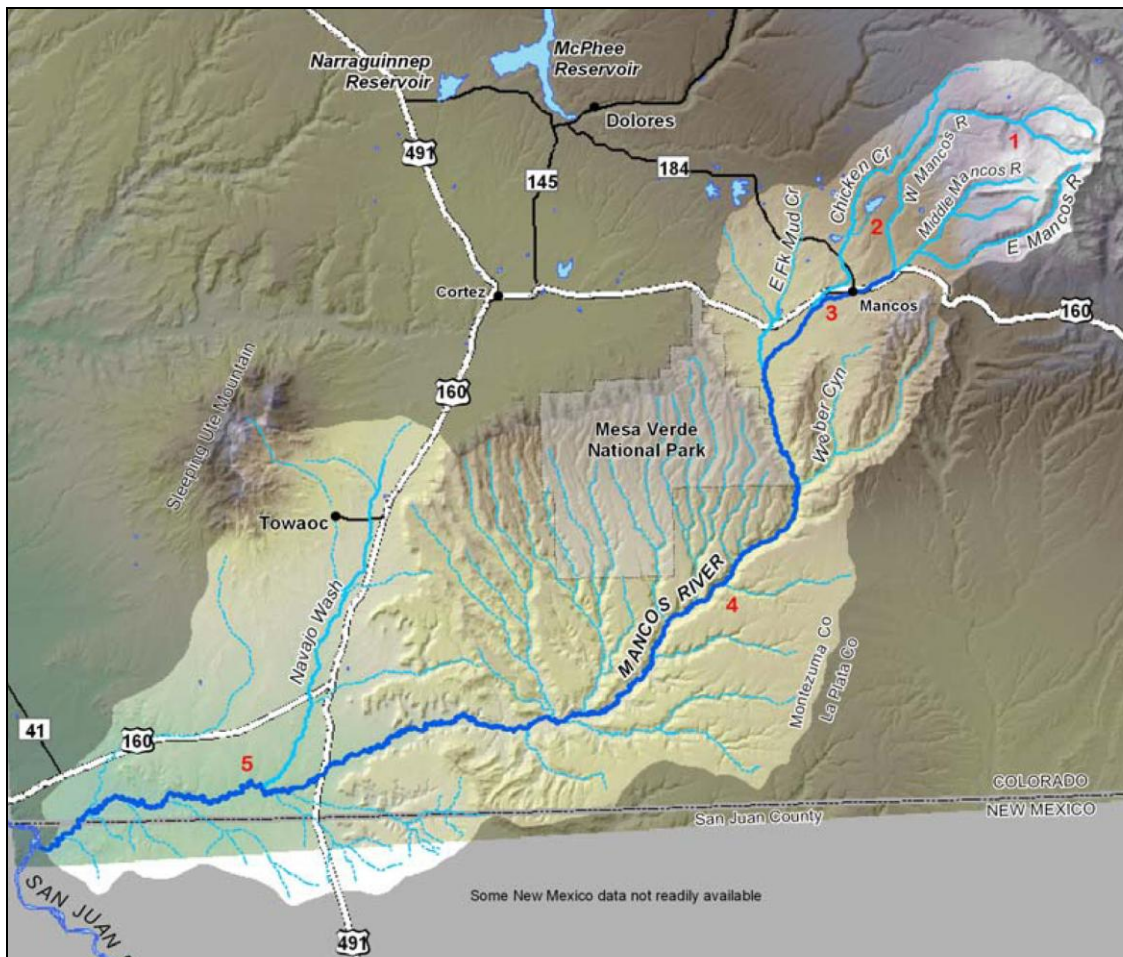 Narraguinnep
Reservoir
McPhee
Reservoir
Dolores
491
145
184
Chicken Cr
W Mancos R
1
Middle Mancos R
E Mancos R
2
E Fk Mud Cr
Cortez
3
Mancos
160
Sleeping Ute Mountain
160
Weber Cyn
Mesa Verde
National Park
Towaoc
Navajo Wash
MANCOS RIVER
4
Montezuma Co
La Plata Co
41
160
5
COLORADO
NEW MEXICO
San Juan County
SAN JUAN
Some New Mexico data not readily available
491